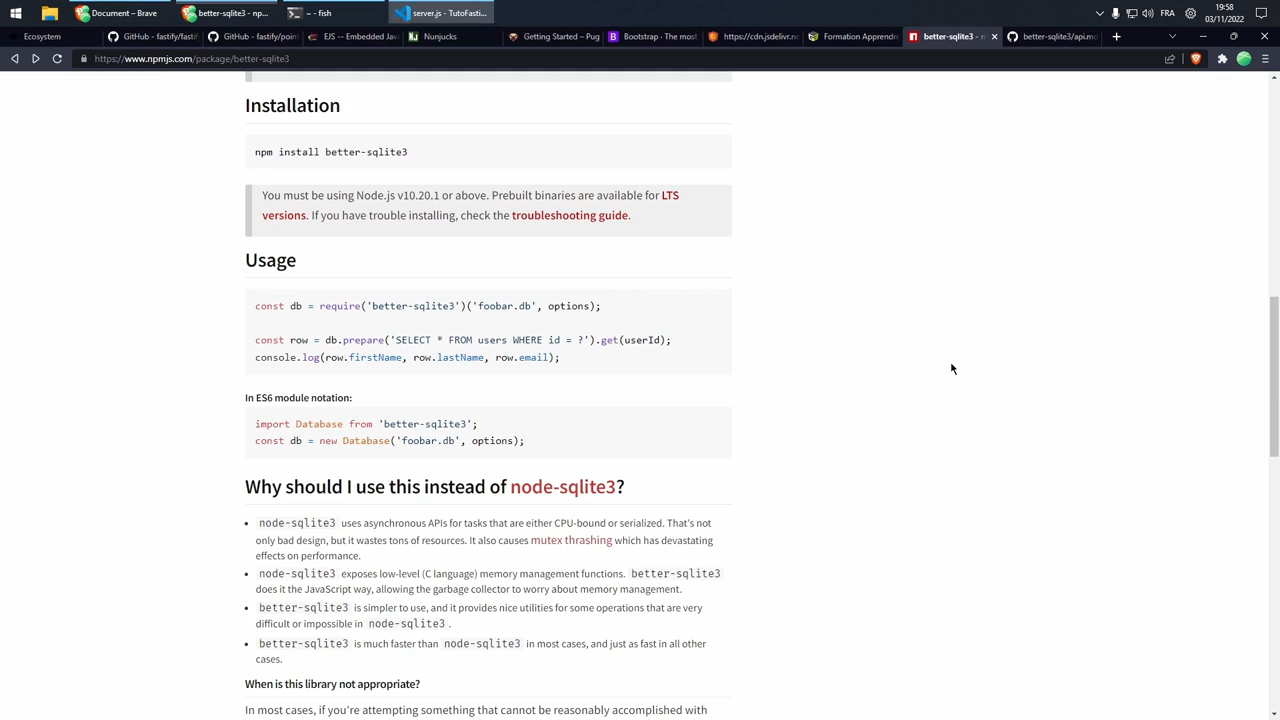 Document – Brave
better-sqlite3 - np...
~ - fish
server.js - TutoFasti...
FRA
19:58
03/11/2022
Ecosystem
GitHub - fastify/fastif
GitHub - fastify/point
EJS -- Embedded Java
Nunjucks
Getting Started – Pug
Bootstrap · The most
https://cdn.jsdelivr.ne
Formation Apprendre
better-sqlite3 - n
better-sqlite3/api.md
https://www.npmjs.com/package/better-sqlite3
Installation
npm install better-sqlite3
You must be using Node.js v10.20.1 or above. Prebuilt binaries are available for LTS
versions. If you have trouble installing, check the troubleshooting guide.
Usage
const db = require('better-sqlite3')('foobar.db', options);
const row = db.prepare('SELECT * FROM users WHERE id = ?').get(userId);
console.log(row.firstName, row.lastName, row.email);
In ES6 module notation:
import Database from 'better-sqlite3';
const db = new Database('foobar.db', options);
Why should I use this instead of node-sqlite3?
• node-sqlite3 uses asynchronous APIs for tasks that are either CPU-bound or serialized. That's not
only bad design, but it wastes tons of resources. It also causes mutex thrashing which has devastating
effects on performance.
• node-sqlite3 exposes low-level (C language) memory management functions. better-sqlite3
does it the JavaScript way, allowing the garbage collector to worry about memory management.
• better-sqlite3 is simpler to use, and it provides nice utilities for some operations that are very
difficult or impossible in node-sqlite3 .
• better-sqlite3 is much faster than node-sqlite3 in most cases, and just as fast in all other
cases.
When is this library not appropriate?
In most cases, if you're attempting something that cannot be reasonably accomplished with